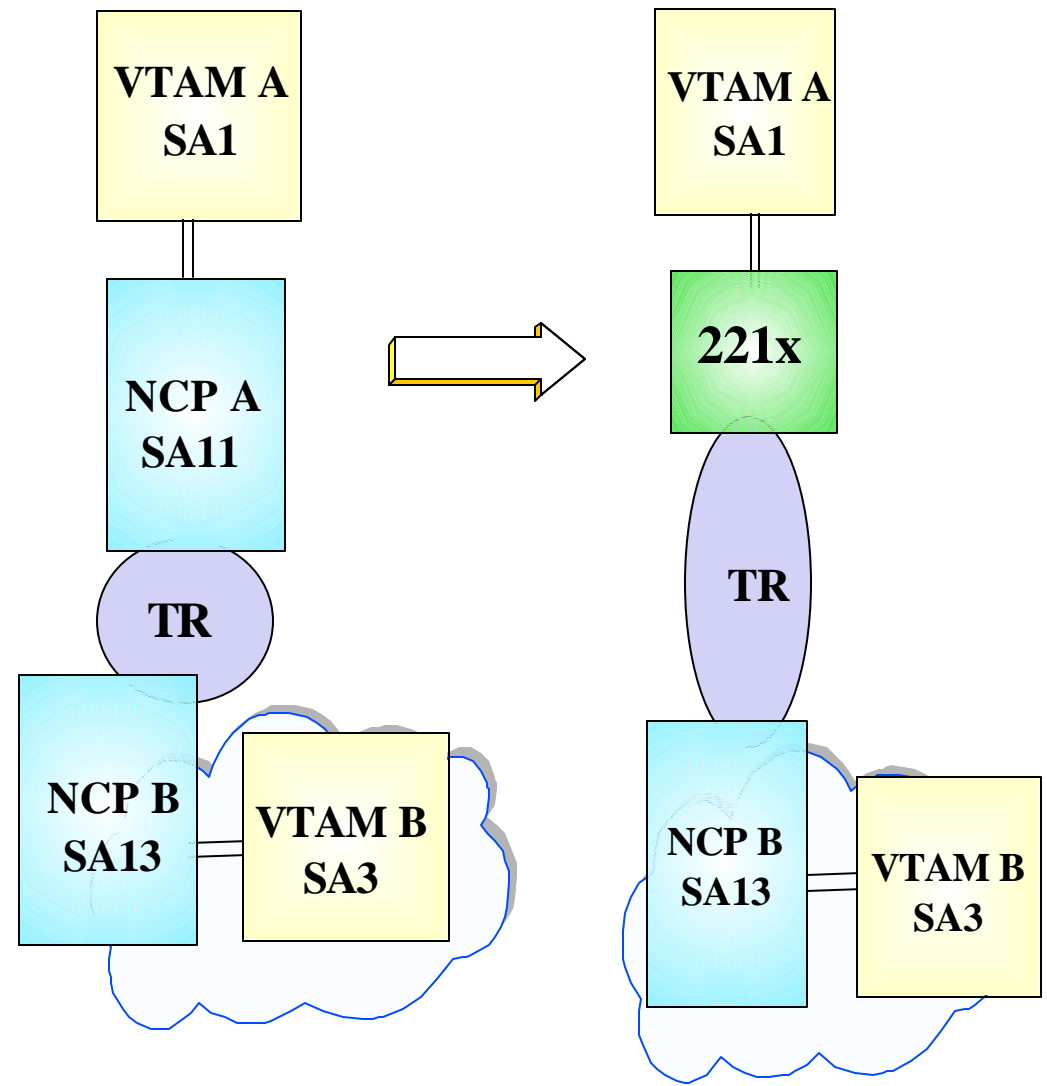 VTAM A
SA1
NCP A
SA11
TR
NCP B
SA13
VTAM B
SA3
VTAM A
SA1
221x
TR
NCP B
SA13
VTAM B
SA3